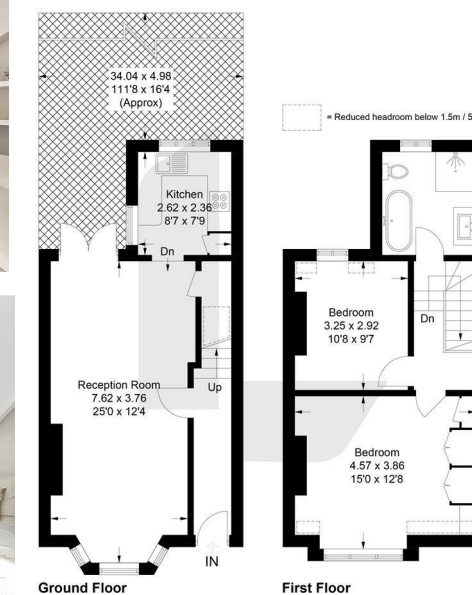 34.04 x 4.98
111'8 x 16'4
(Approx)
= Reduced headroom below 1.5m / 5
Kitchen
2.62 x 2.36
8'7 x 7'9
Dn
Reception Room
7.62 x 3.76
25'0 x 12'4
Up
IN
Ground Floor
Bedroom
3.25 x 2.92
10'8 x 9'7
Dn
Bedroom
4.57 x 3.86
15'0 x 12'8
First Floor